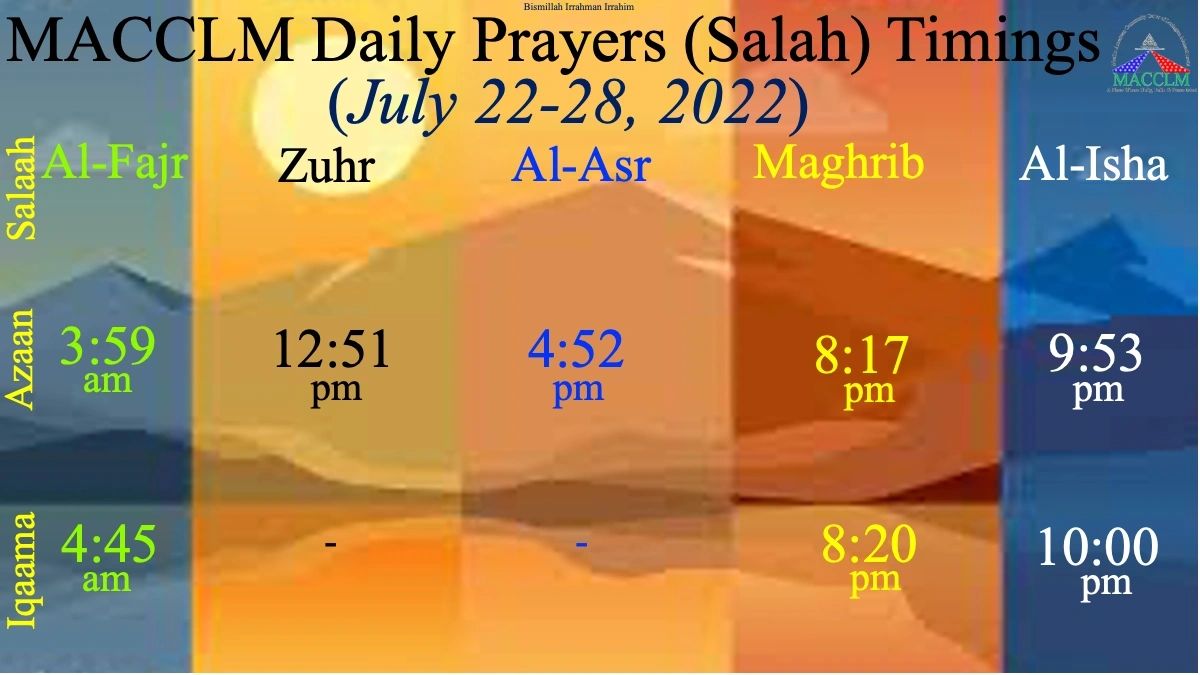 Bismillah Irrahman Irrahim
MACCLM Daily Prayers (Salah) Timings
(July 22-28, 2022)
MACCLM
Salaah
Al-Fajr
Zuhr
Al-Asr
Maghrib
Al-Isha
Azaan
3:59
am
12:51
pm
4:52
pm
8:17
pm
9:53
pm
Iqaama
4:45
am
-
-
8:20
pm
10:00
pm